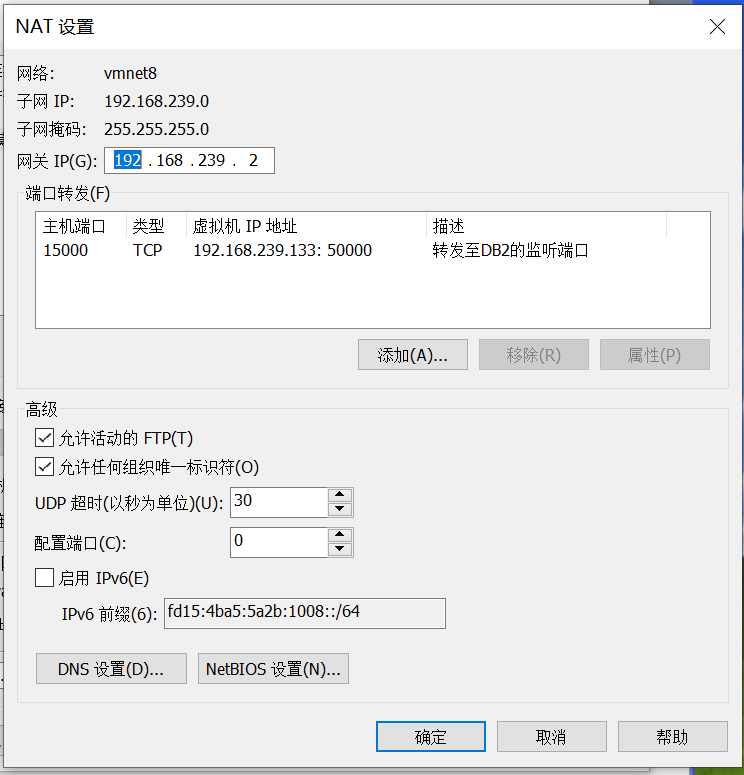 NAT 设置
网络: vmnet8
子网 IP: 192.168.239.0
子网掩码: 255.255.255.0
网关 IP(G): 192 . 168 . 239 . 2
端口转发(F)
主机端口 类型 虚拟机 IP 地址 描述
15000 TCP 192.168.239.133: 50000 转发至DB2的监听端口
添加(A)... 移除(R) 属性(P)
高级
允许活动的 FTP(T)
允许任何组织唯一标识符(O)
UDP 超时(以秒为单位)(U): 30
配置端口(C): 0
启用 IPv6(E)
IPv6 前缀(6): fd15:4ba5:5a2b:1008::/64
DNS 设置(D)... NetBIOS 设置(N)...
确定 取消 帮助